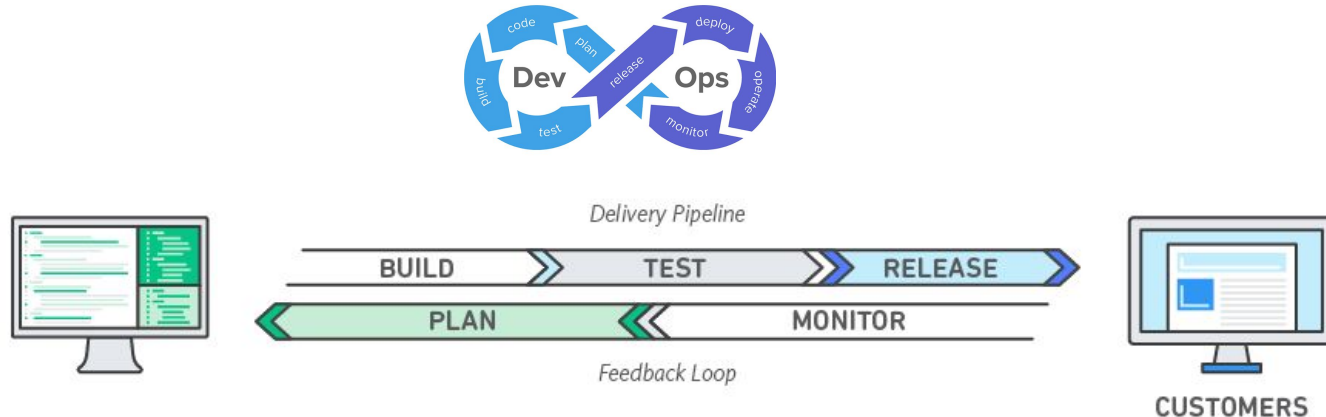 code
plan
build
Dev
test
release
deploy
Ops
operate
monitor
Delivery Pipeline
BUILD
TEST
RELEASE
PLAN
MONITOR
Feedback Loop
CUSTOMERS